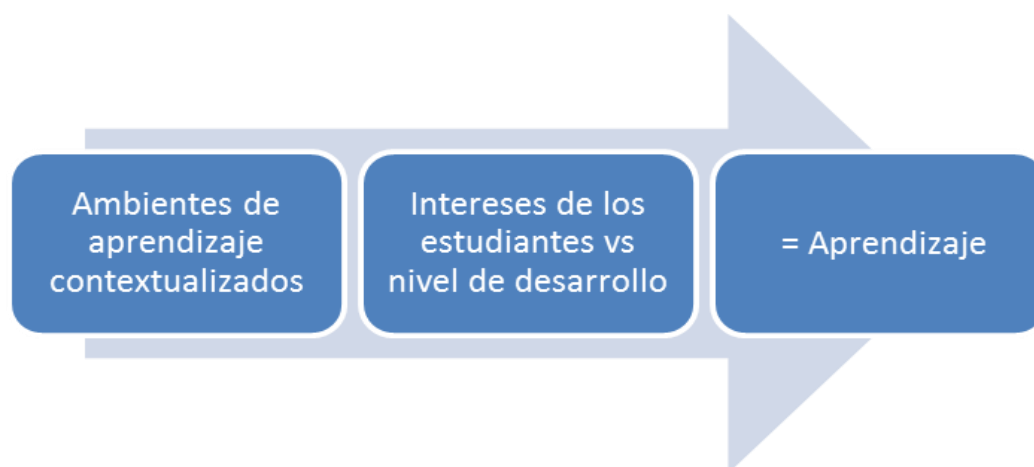 Ambientes de
aprendizaje
contextualizados
Intereses de los
estudiantes vs
nivel de desarrollo
= Aprendizaje